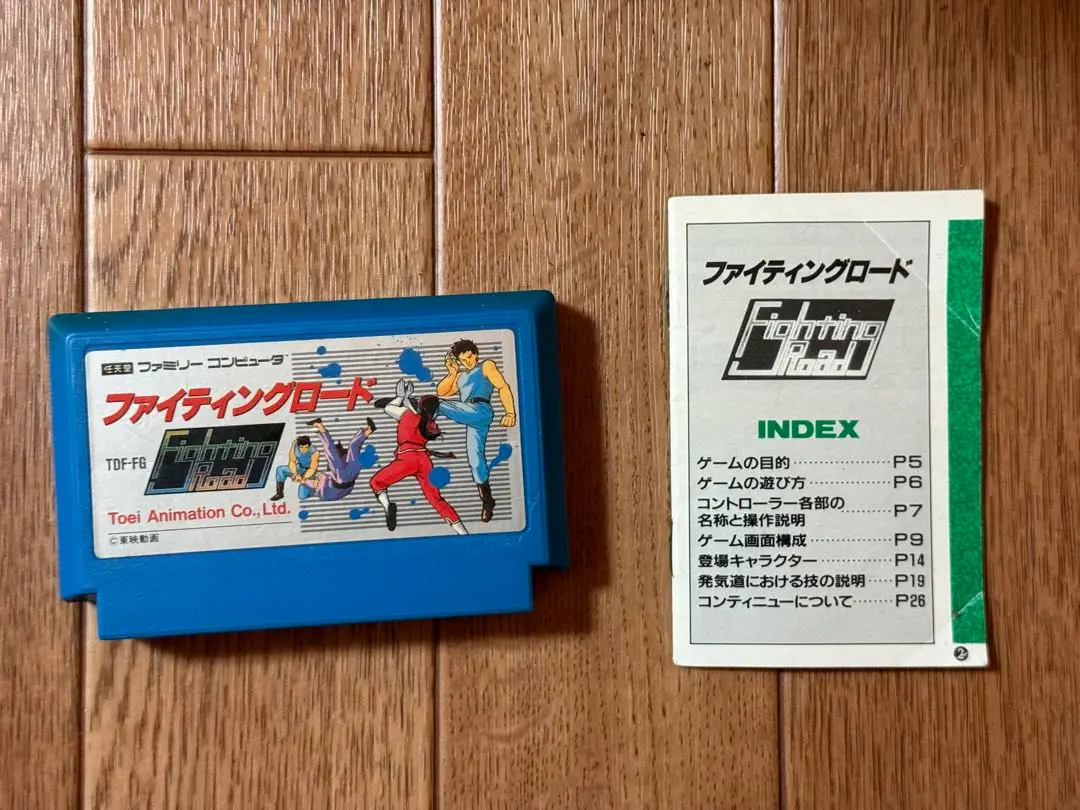 任天堂 ファミリー コンピュータ™
ファイティングロード
TDF-FG
Fighting
Road
Toei Animation Co., Ltd.
©東映動画
ファイティングロード
Fighting
Road
INDEX
ゲームの目的……………P5
ゲームの遊び方…………P6
コントローラー各部の
名称と操作説明…………P7
ゲーム画面構成…………P9
登場キャラクター………P14
発気道における技の説明…P19
コンティニューについて……P26
2